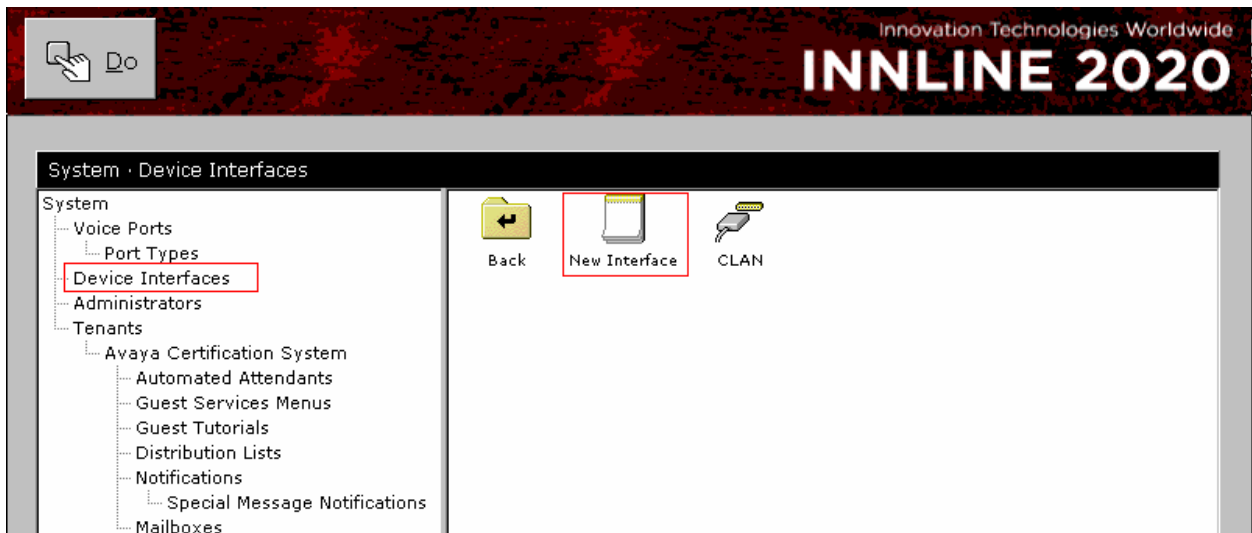 Do
Innovation Technologies Worldwide
INNLINE 2020
System · Device Interfaces
System
Voice Ports
Port Types
Device Interfaces
Administrators
Tenants
Avaya Certification System
Automated Attendants
Guest Services Menus
Guest Tutorials
Distribution Lists
Notifications
Special Message Notifications
Mailboxes
Back
New Interface
CLAN